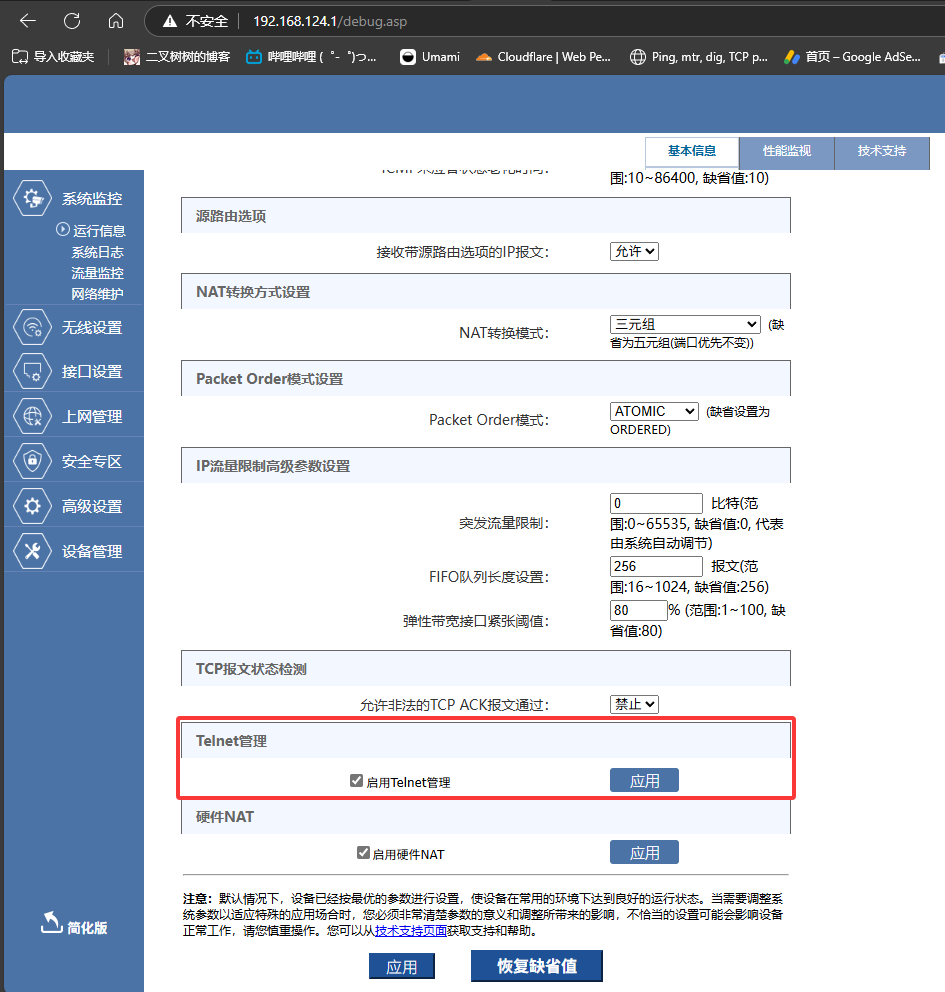 不安全 192.168.124.1/debug.asp
导入收藏夹 二叉树树的博客 哔哩哔哩 ( ゜- ゜)つ... Umami Cloudflare | Web Pe... Ping, mtr, dig, TCP p... 首页 – Google AdSe...
基本信息 性能监视 技术支持
系统监控
运行信息
系统日志
流量监控
网络维护
无线设置
接口设置
上网管理
安全专区
高级设置
设备管理
简化版
围:10~86400, 缺省值:10)
源路由选项
接收带源路由选项的IP报文： 允许
NAT转换方式设置
NAT转换模式： 三元组 (缺
省为五元组(端口优先不变))
Packet Order模式设置
Packet Order模式： ATOMIC (缺省设置为
ORDERED)
IP流量限制高级参数设置
突发流量限制： 0 比特(范
围:0~65535, 缺省值:0, 代表
由系统自动调节)
FIFO队列长度设置： 256 报文(范
围:16~1024, 缺省值:256)
弹性带宽接口紧张阈值： 80 % (范围:1~100, 缺
省值:80)
TCP报文状态检测
允许非法的TCP ACK报文通过： 禁止
Telnet管理
启用Telnet管理 应用
硬件NAT
启用硬件NAT 应用
注意：默认情况下，设备已经按最优的参数进行设置，使设备在常用的环境下达到良好的运行状态。当需要调整系
统参数以适应特殊的应用场合时，您必须非常清楚参数的意义和调整所带来的影响，不恰当的设置可能会影响设备
正常工作，请您慎重操作。您可以从技术支持页面获取支持和帮助。
应用 恢复缺省值